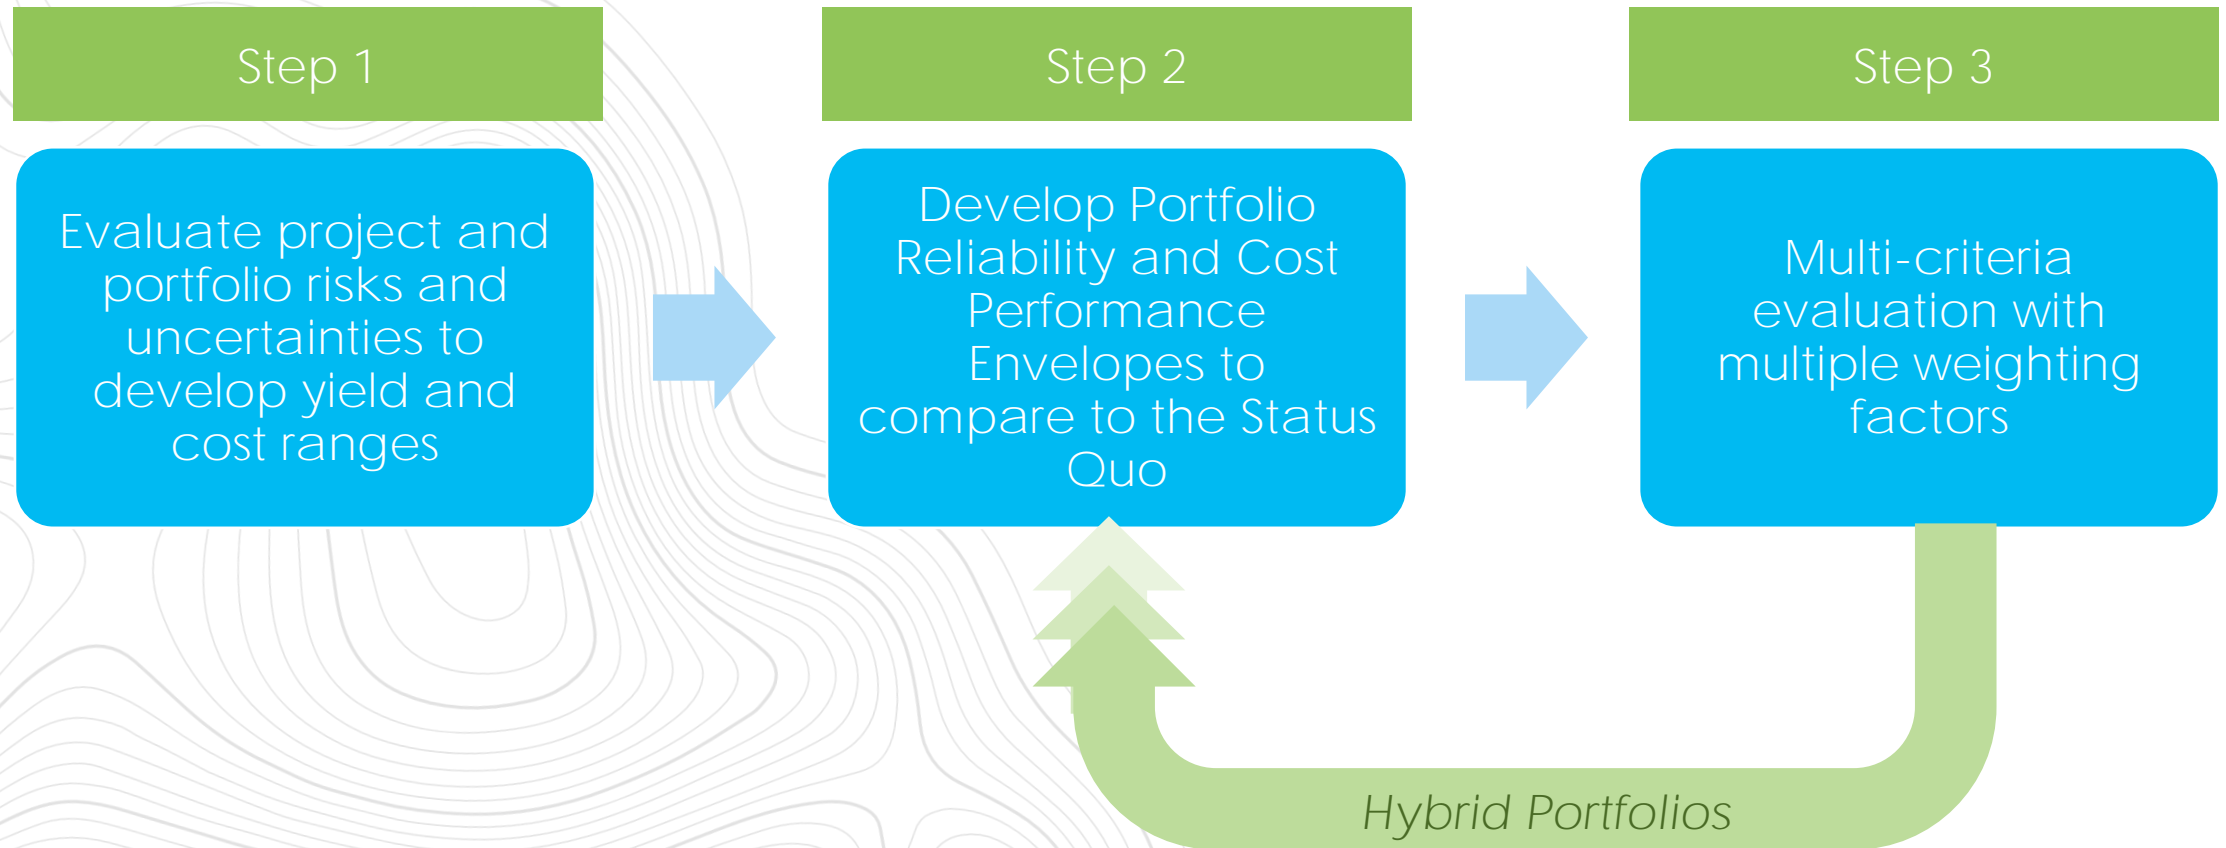 Step 1
Evaluate project and
portfolio risks and
uncertainties to
develop yield and
cost ranges
Step 2
Develop Portfolio
Reliability and Cost
Performance
Envelopes to
compare to the Status
Quo
Step 3
Multi-criteria
evaluation with
multiple weighting
factors
Hybrid Portfolios